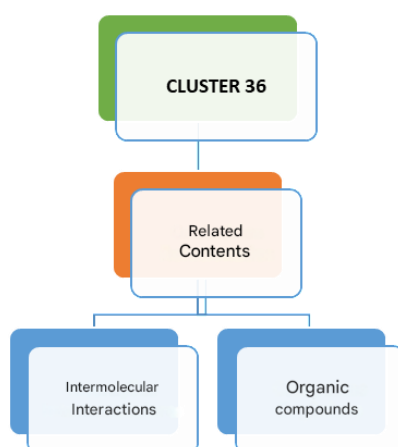 CLUSTER 36
Related
Contents
Intermolecular
Interactions
Organic
compounds